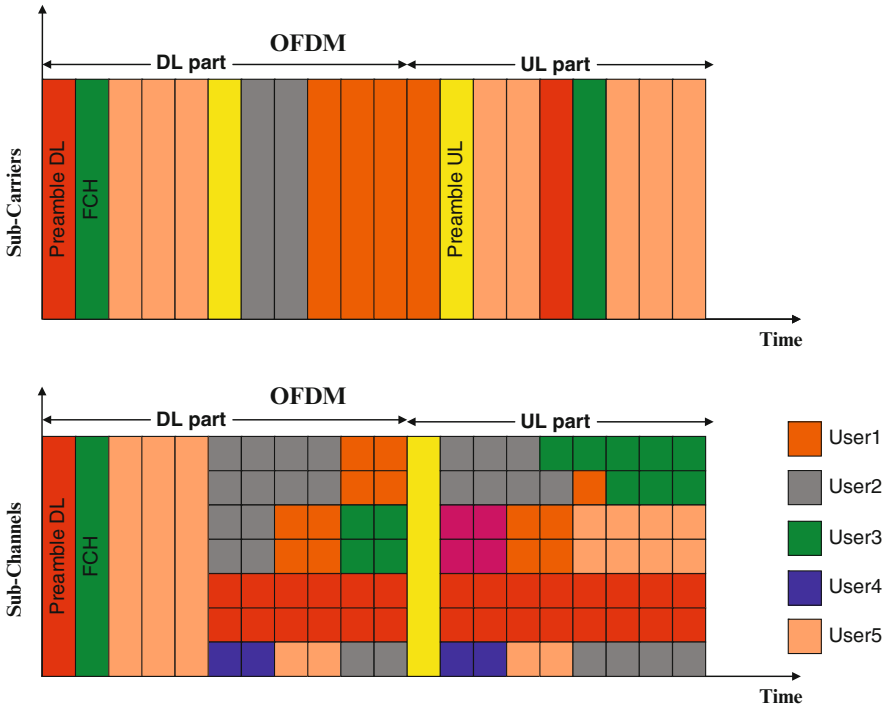 OFDM
DL part
UL part
Sub-Carriers
Preamble DL
FCH
Preamble UL
Time
OFDM
DL part
UL part
Sub-Channels
Preamble DL
FCH
User1
User2
User3
User4
User5
Time